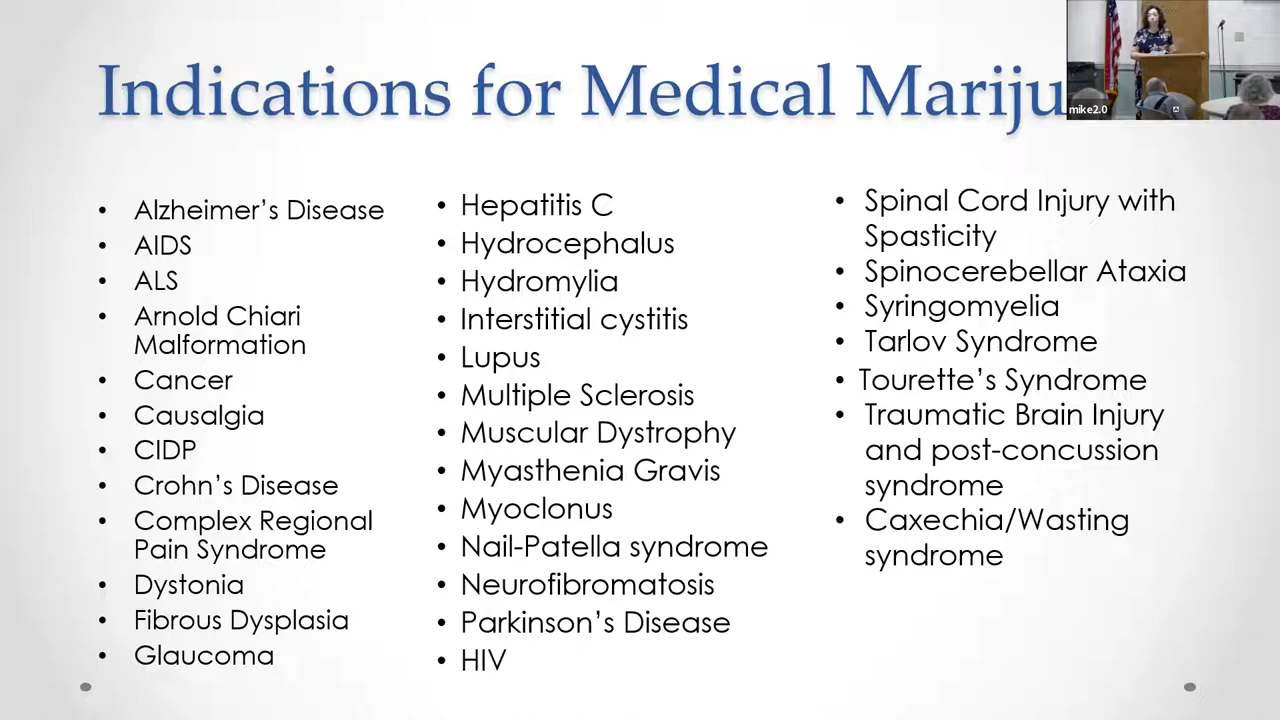 Indications for Medical Mariju
mike2.0
• Alzheimer’s Disease
• AIDS
• ALS
• Arnold Chiari
Malformation
• Cancer
• Causalgia
• CIDP
• Crohn’s Disease
• Complex Regional
Pain Syndrome
• Dystonia
• Fibrous Dysplasia
• Glaucoma
• Hepatitis C
• Hydrocephalus
• Hydromylia
• Interstitial cystitis
• Lupus
• Multiple Sclerosis
• Muscular Dystrophy
• Myasthenia Gravis
• Myoclonus
• Nail-Patella syndrome
• Neurofibromatosis
• Parkinson’s Disease
• HIV
• Spinal Cord Injury with
Spasticity
• Spinocerebellar Ataxia
• Syringomyelia
• Tarlov Syndrome
• Tourette’s Syndrome
• Traumatic Brain Injury
and post-concussion
syndrome
• Caxechia/Wasting
syndrome